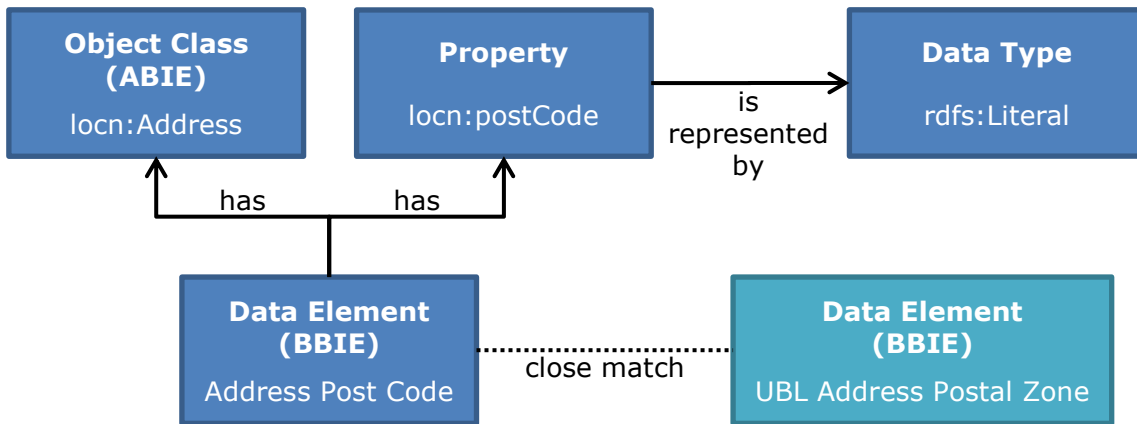 Object Class
(ABIE)
locn:Address
Property
locn:postCode
is
represented
by
Data Type
rdfs:Literal
has
has
Data Element
(BBIE)
Address Post Code
close match
Data Element
(BBIE)
UBL Address Postal Zone